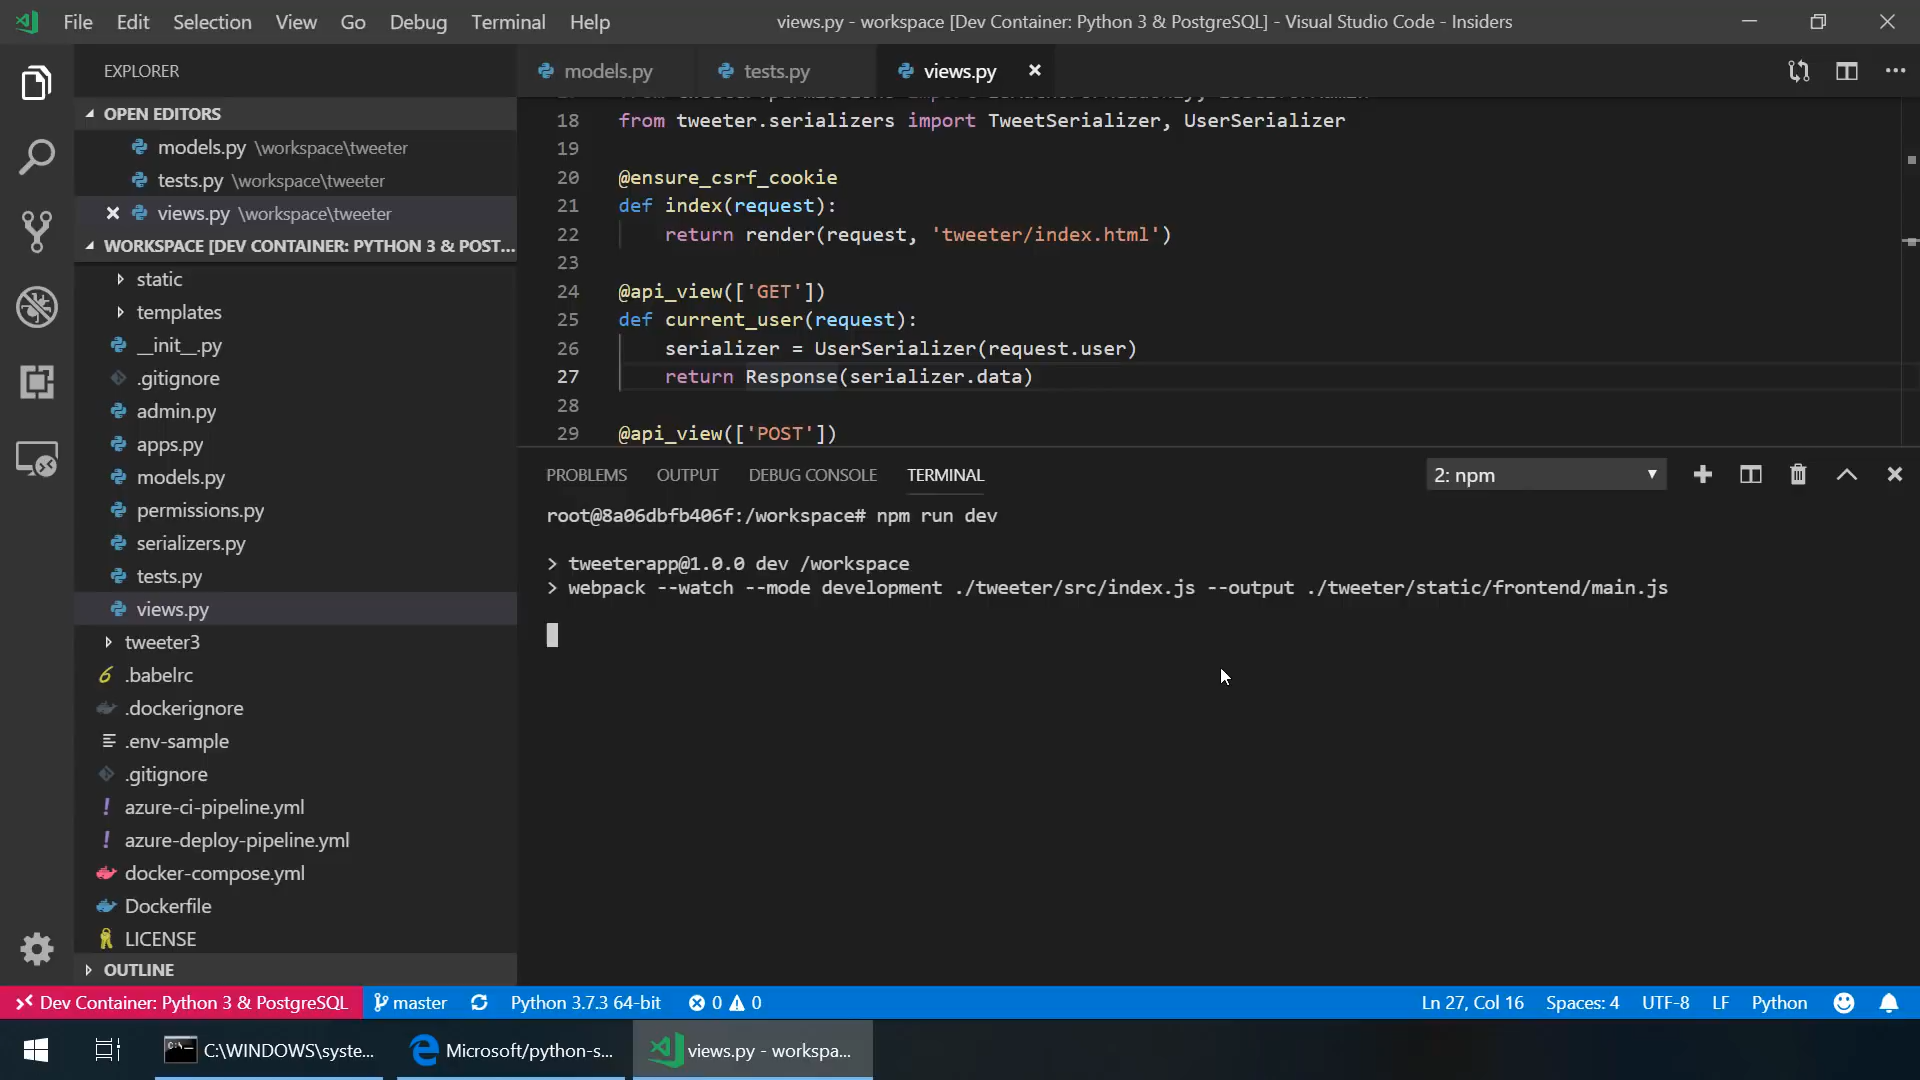 File Edit Selection View Go Debug Terminal Help
views.py - workspace [Dev Container: Python 3 & PostgreSQL] - Visual Studio Code - Insiders
EXPLORER
OPEN EDITORS
models.py \workspace\tweeter
tests.py \workspace\tweeter
views.py \workspace\tweeter
WORKSPACE [DEV CONTAINER: PYTHON 3 & POST...
static
templates
__init__.py
.gitignore
admin.py
apps.py
models.py
permissions.py
serializers.py
tests.py
views.py
tweeter3
.babelrc
.dockerignore
.env-sample
.gitignore
azure-ci-pipeline.yml
azure-deploy-pipeline.yml
docker-compose.yml
Dockerfile
LICENSE
OUTLINE
models.py tests.py views.py
18 from tweeter.serializers import TweetSerializer, UserSerializer
19
20 @ensure_csrf_cookie
21 def index(request):
22 return render(request, 'tweeter/index.html')
23
24 @api_view(['GET'])
25 def current_user(request):
26 serializer = UserSerializer(request.user)
27 return Response(serializer.data)
28
29 @api_view(['POST'])
PROBLEMS OUTPUT DEBUG CONSOLE TERMINAL
2: npm
root@8a06dbfb406f:/workspace# npm run dev
> tweeterapp@1.0.0 dev /workspace
> webpack --watch --mode development ./tweeter/src/index.js --output ./tweeter/static/frontend/main.js
Dev Container: Python 3 & PostgreSQL master Python 3.7.3 64-bit 0 0 Ln 27, Col 16 Spaces: 4 UTF-8 LF Python
C:\WINDOWS\syste... Microsoft/python-s... views.py - workspa...